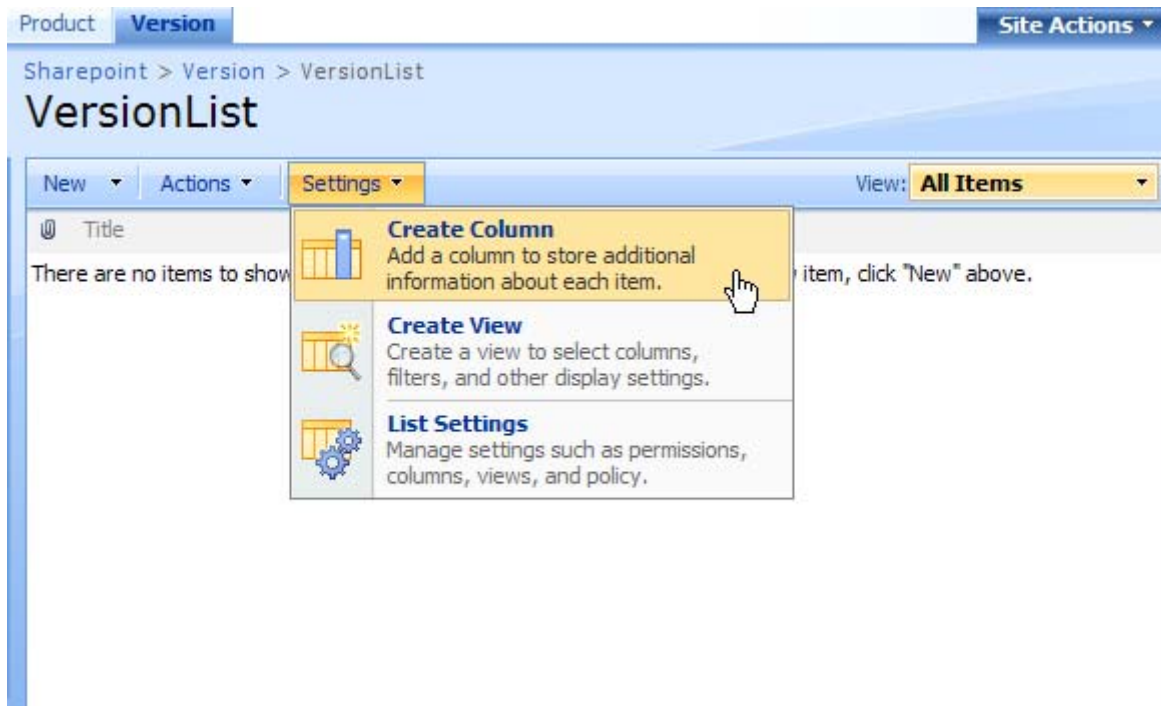 Product Version Site Actions
Sharepoint > Version > VersionList
VersionList
New Actions Settings View: All Items
Title
There are no items to show item, click "New" above.
Create Column
Add a column to store additional
information about each item.
Create View
Create a view to select columns,
filters, and other display settings.
List Settings
Manage settings such as permissions,
columns, views, and policy.